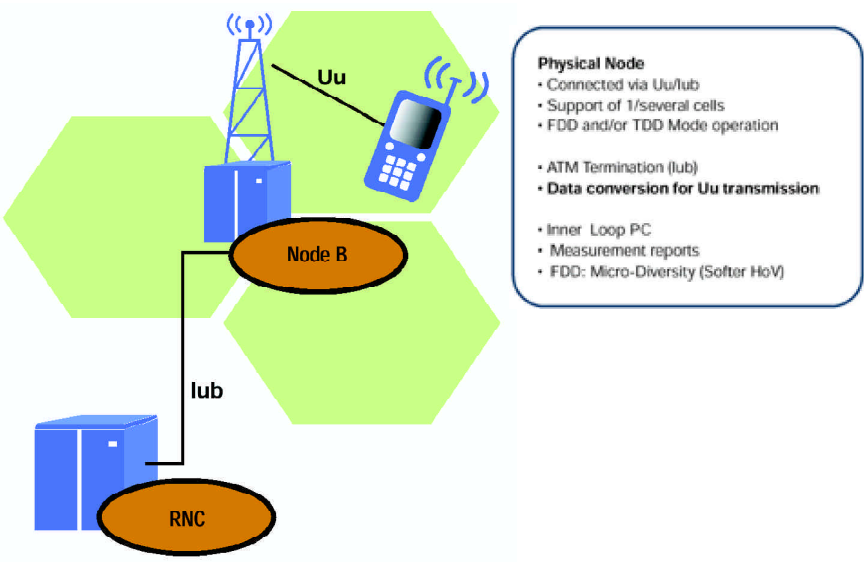 Uu
Node B
Iub
RNC
Physical Node
• Connected via Uu/Iub
• Support of 1/several cells
• FDD and/or TDD Mode operation
• ATM Termination (Iub)
• Data conversion for Uu transmission
• Inner Loop PC
• Measurement reports
• FDD: Micro-Diversity (Softer HoV)